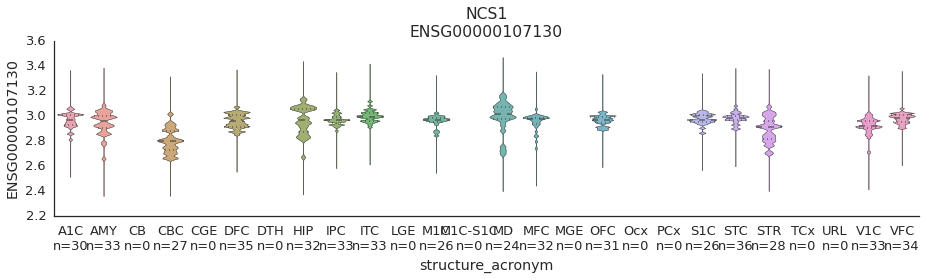 NCS1
ENSG00000107130
3.6
3.4
3.2
3.0
2.8
2.6
2.4
2.2
ENSG00000107130
A1C AMY CB CBC CGE DFC DTH HIP IPC ITC LGE M1C M1C-S1C MD MFC MGE OFC Ocx PCx S1C STC STR TCx URL V1C VFC
n=30 n=33 n=0 n=27 n=0 n=35 n=0 n=32 n=33 n=33 n=0 n=26 n=0 n=24 n=32 n=0 n=31 n=0 n=0 n=26 n=36 n=28 n=0 n=0 n=33 n=34
structure_acronym